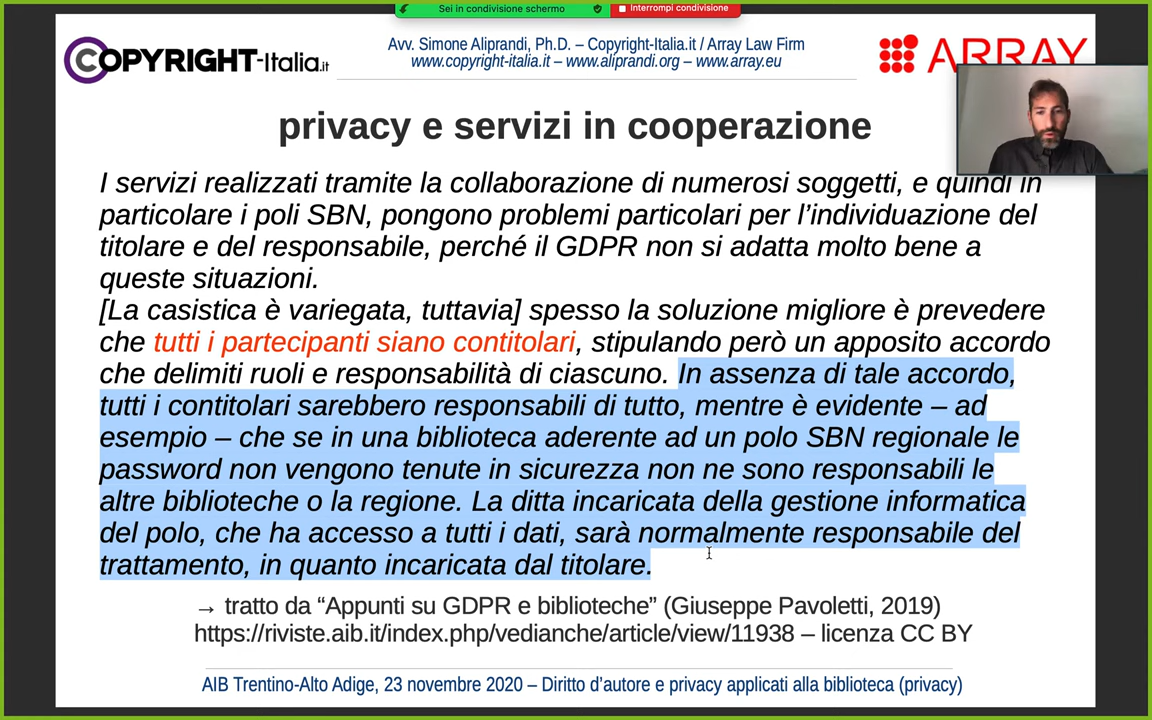 Sei in condivisione schermo
Interrompi condivisione
COPYRIGHT-Italia.it
Avv. Simone Aliprandi, Ph.D. – Copyright-Italia.it / Array Law Firm
www.copyright-italia.it – www.aliprandi.org – www.array.eu
ARRAY
privacy e servizi in cooperazione
I servizi realizzati tramite la collaborazione di numerosi soggetti, e quindi in
particolare i poli SBN, pongono problemi particolari per l’individuazione del
titolare e del responsabile, perché il GDPR non si adatta molto bene a
queste situazioni.
[La casistica è variegata, tuttavia] spesso la soluzione migliore è prevedere
che tutti i partecipanti siano contitolari, stipulando però un apposito accordo
che delimiti ruoli e responsabilità di ciascuno. In assenza di tale accordo,
tutti i contitolari sarebbero responsabili di tutto, mentre è evidente – ad
esempio – che se in una biblioteca aderente ad un polo SBN regionale le
password non vengono tenute in sicurezza non ne sono responsabili le
altre biblioteche o la regione. La ditta incaricata della gestione informatica
del polo, che ha accesso a tutti i dati, sarà normalmente responsabile del
trattamento, in quanto incaricata dal titolare.
→ tratto da “Appunti su GDPR e biblioteche” (Giuseppe Pavoletti, 2019)
https://riviste.aib.it/index.php/vedianche/article/view/11938 – licenza CC BY
AIB Trentino-Alto Adige, 23 novembre 2020 – Diritto d’autore e privacy applicati alla biblioteca (privacy)